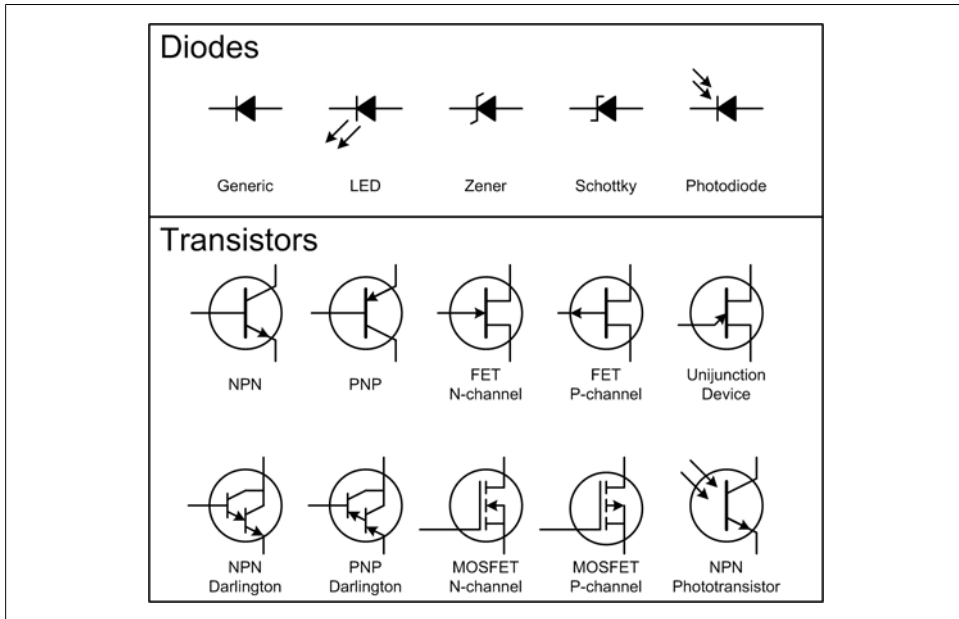 Diodes
Generic
LED
Zener
Schottky
Photodiode
Transistors
NPN
PNP
FET
N-channel
FET
P-channel
Unijunction
Device
NPN
Darlington
PNP
Darlington
MOSFET
N-channel
MOSFET
P-channel
NPN
Phototransistor